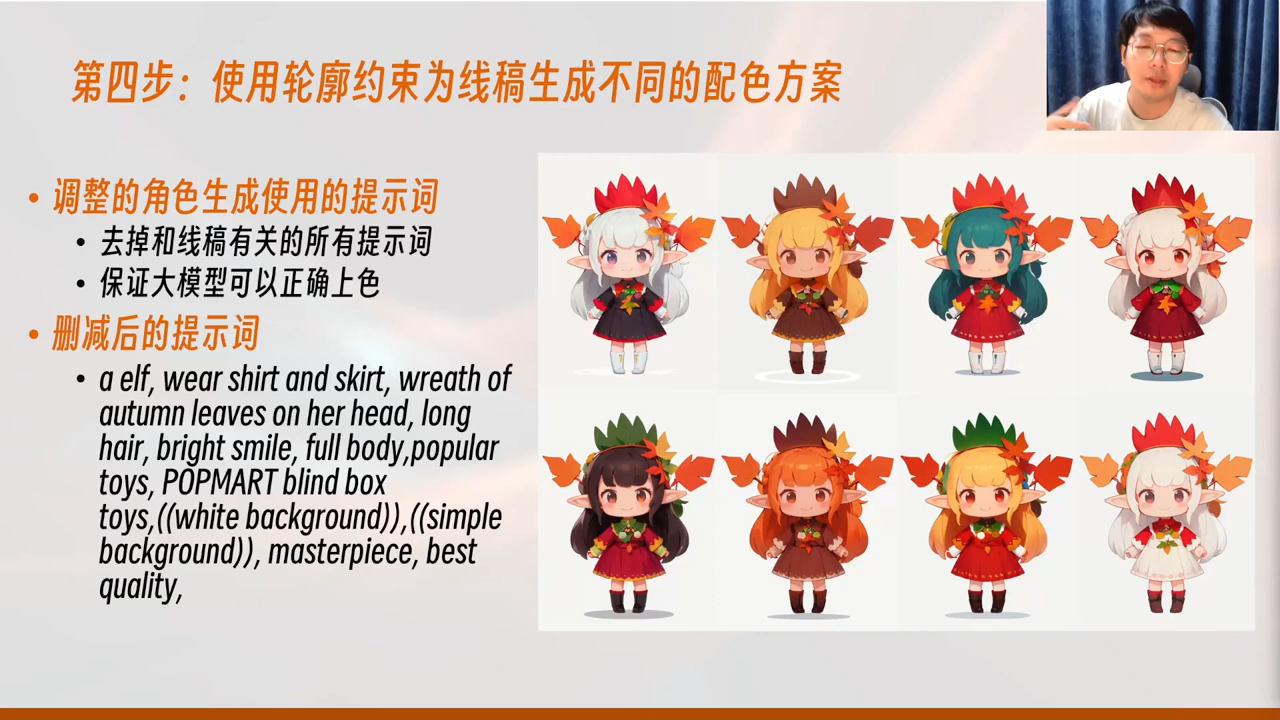 第四步：使用轮廓约束为线稿生成不同的配色方案
• 调整的角色生成使用的提示词
• 去掉和线稿有关的所有提示词
• 保证大模型可以正确上色
• 删减后的提示词
• a elf, wear shirt and skirt, wreath of
autumn leaves on her head, long
hair, bright smile, full body,popular
toys, POPMART blind box
toys,((white background)),((simple
background)), masterpiece, best
quality,